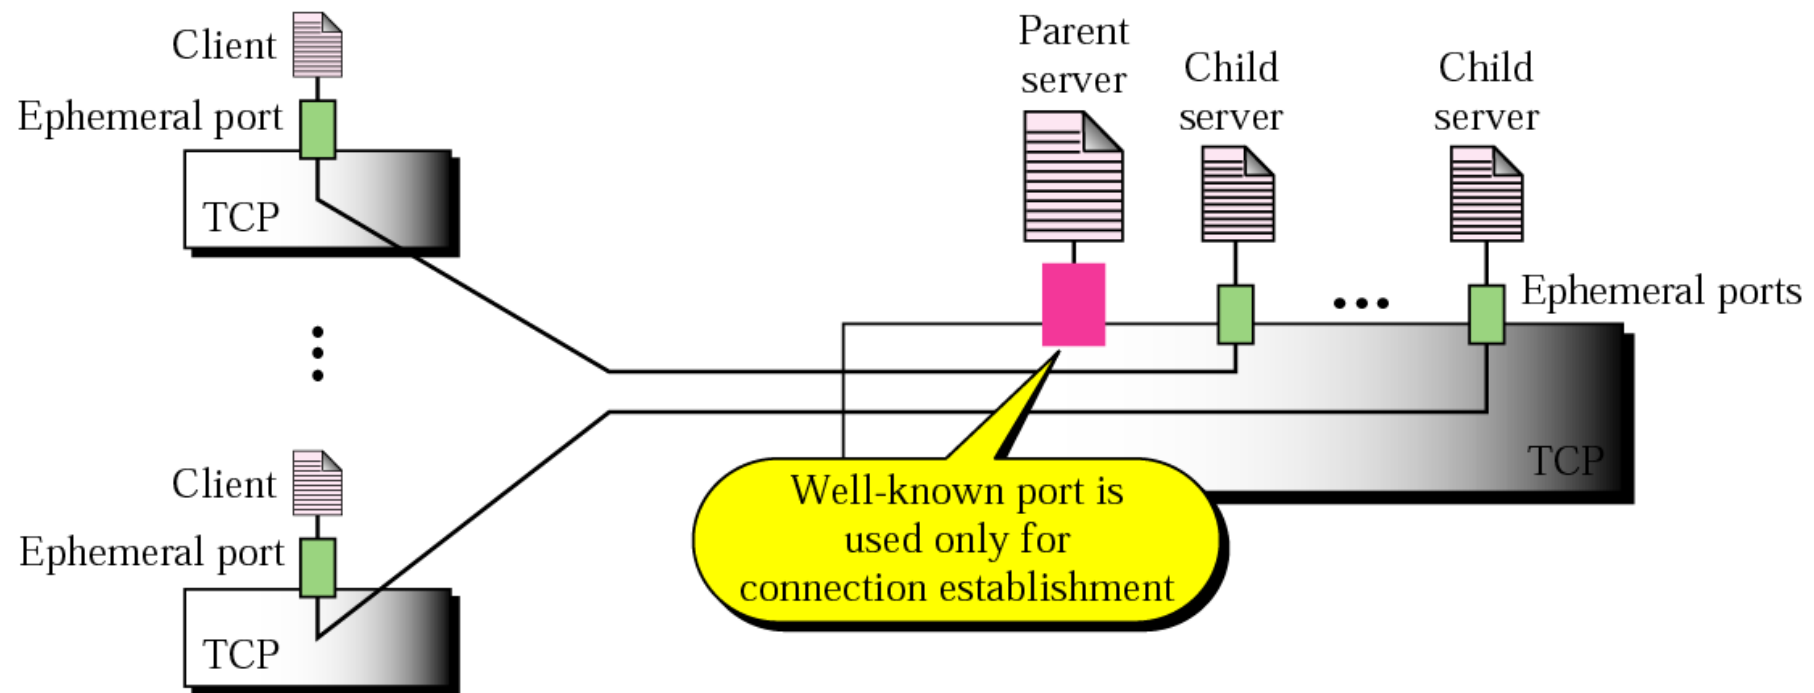 Client
Ephemeral port
TCP
Client
Ephemeral port
TCP
Parent
server
Child
server
Child
server
Ephemeral ports
TCP
Well-known port is
used only for
connection establishment